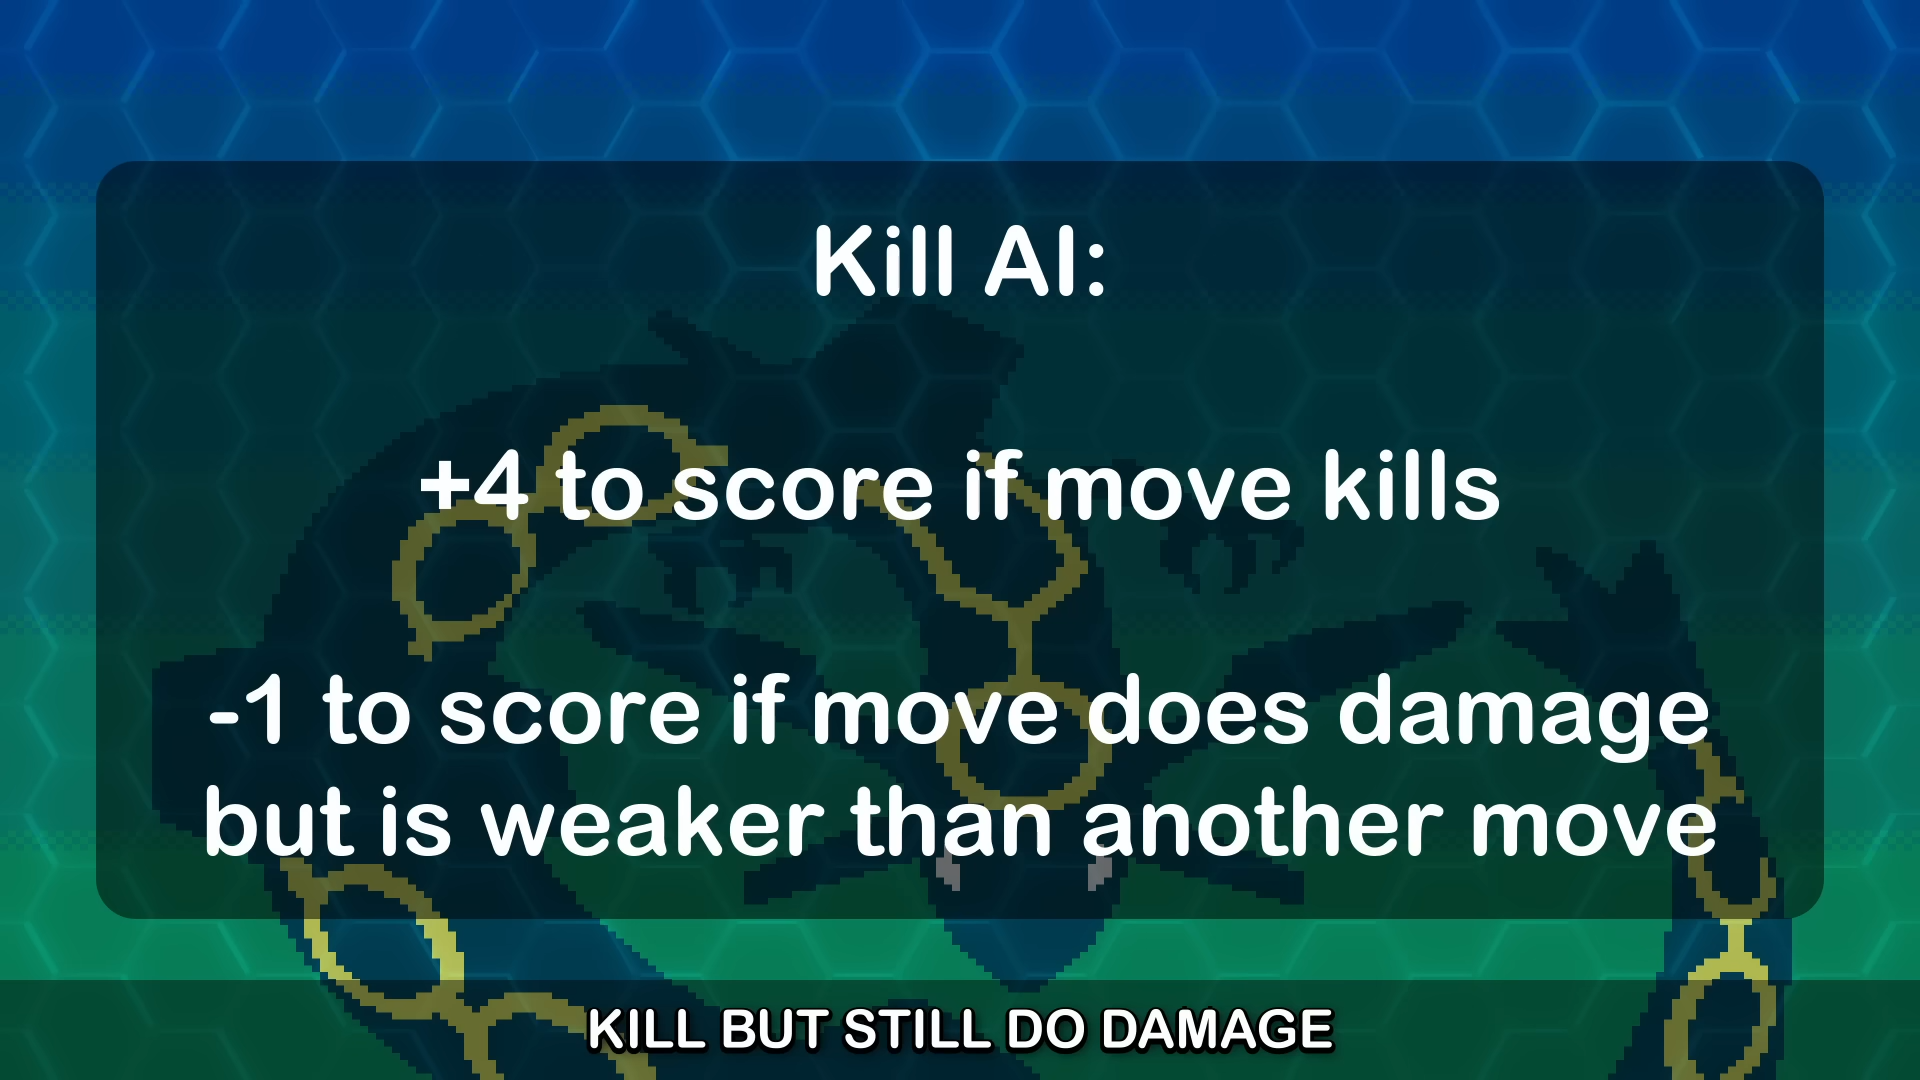 Kill AI:
+4 to score if move kills
-1 to score if move does damage
but is weaker than another move
KILL BUT STILL DO DAMAGE